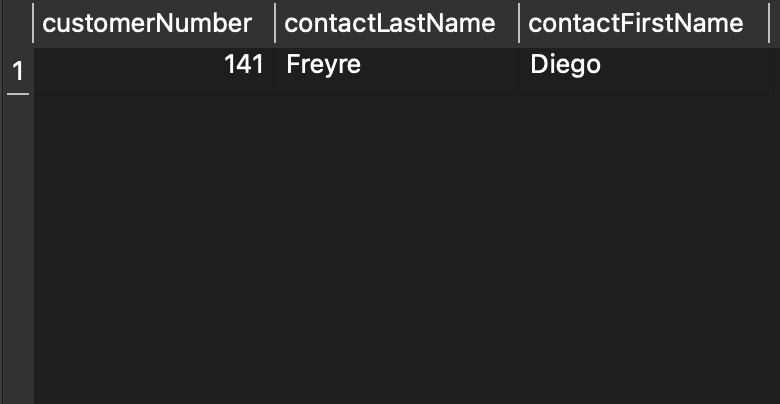 customerNumber contactLastName contactFirstName
1 141 Freyre Diego